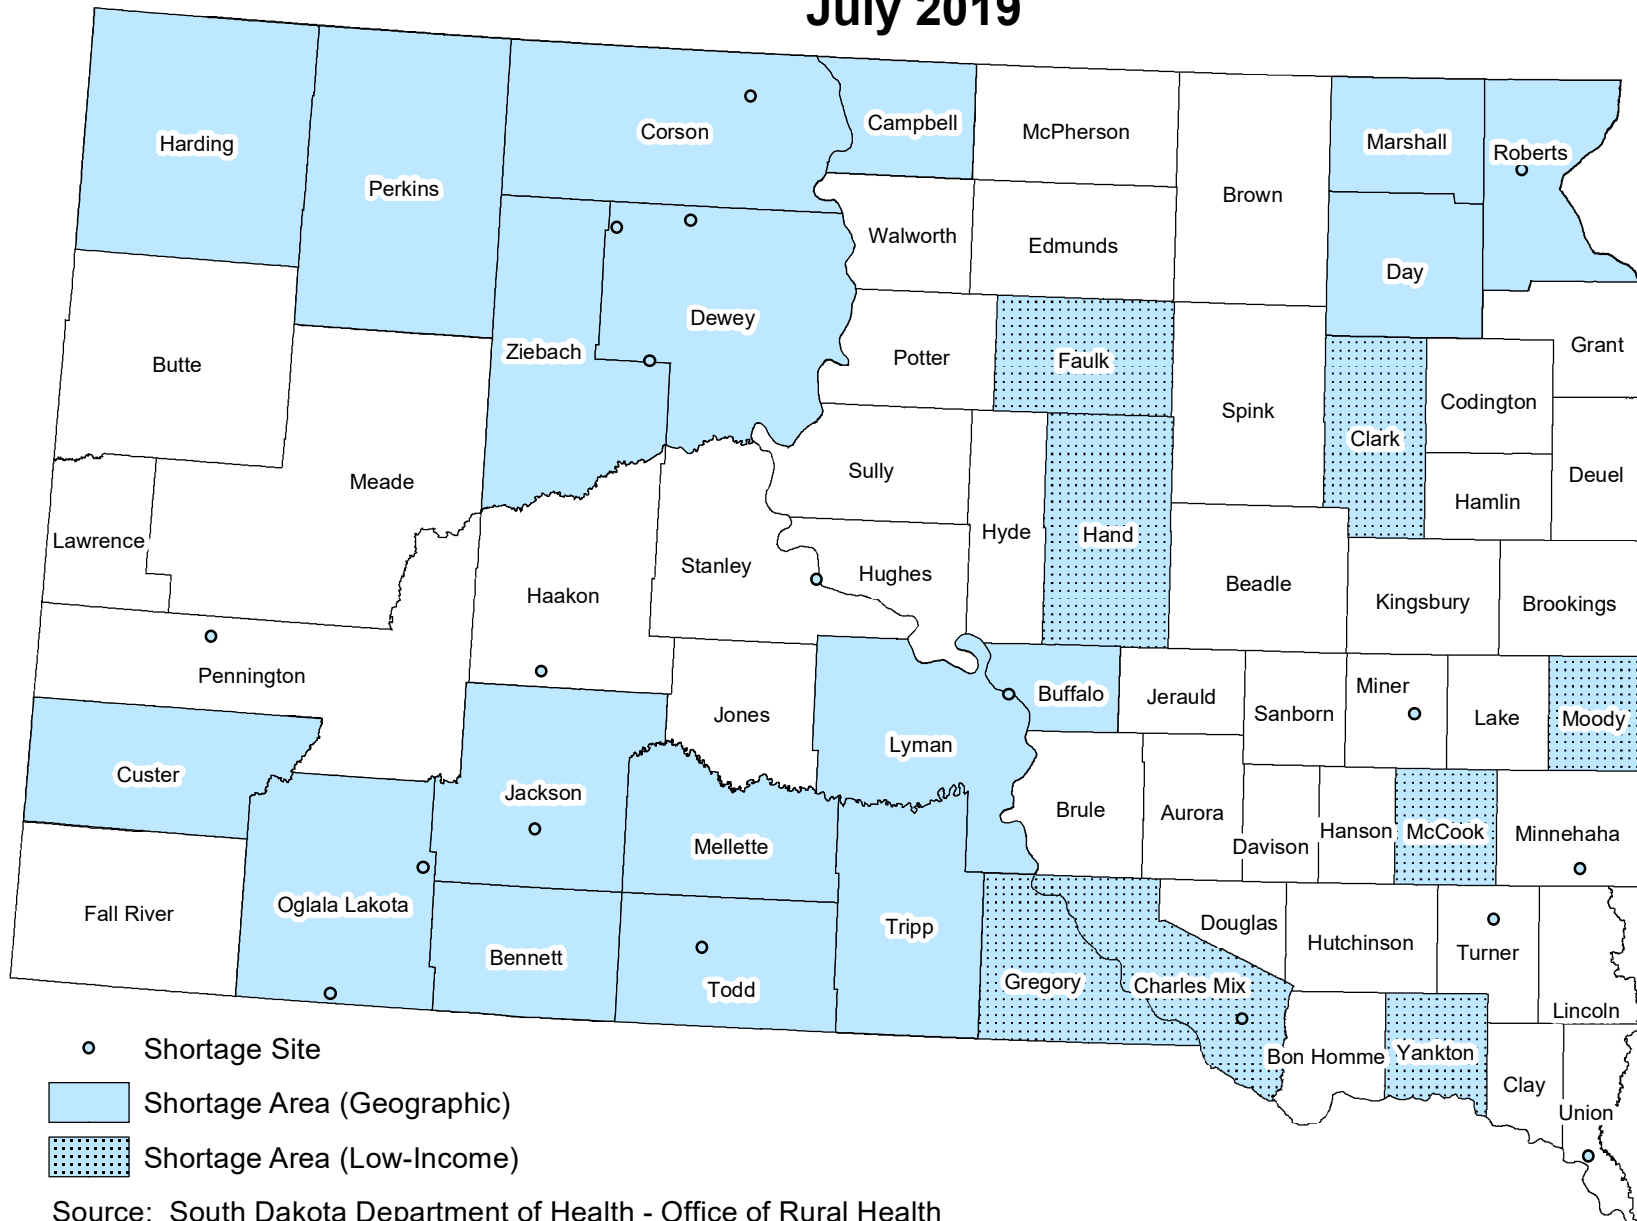 July 2019
Harding
Perkins
Corson
Campbell
McPherson
Brown
Marshall
Roberts
Walworth
Edmunds
Day
Butte
Ziebach
Dewey
Potter
Faulk
Spink
Clark
Codington
Grant
Meade
Sully
Hyde
Hand
Hamlin
Deuel
Lawrence
Haakon
Stanley
Hughes
Beadle
Kingsbury
Brookings
Pennington
Jones
Lyman
Buffalo
Jerauld
Sanborn
Miner
Lake
Moody
Custer
Jackson
Mellette
Brule
Aurora
Davison
Hanson
McCook
Minnehaha
Fall River
Oglala Lakota
Bennett
Todd
Tripp
Gregory
Charles Mix
Douglas
Hutchinson
Turner
Lincoln
Bon Homme
Yankton
Clay
Union
Shortage Site
Shortage Area (Geographic)
Shortage Area (Low-Income)
Source: South Dakota Department of Health - Office of Rural Health